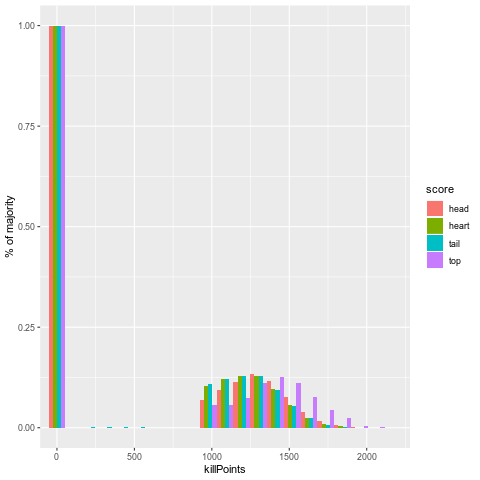 1.00
0.75
0.50
0.25
0.00
% of majority
0
500
1000
1500
2000
killPoints
score
head
heart
tail
top